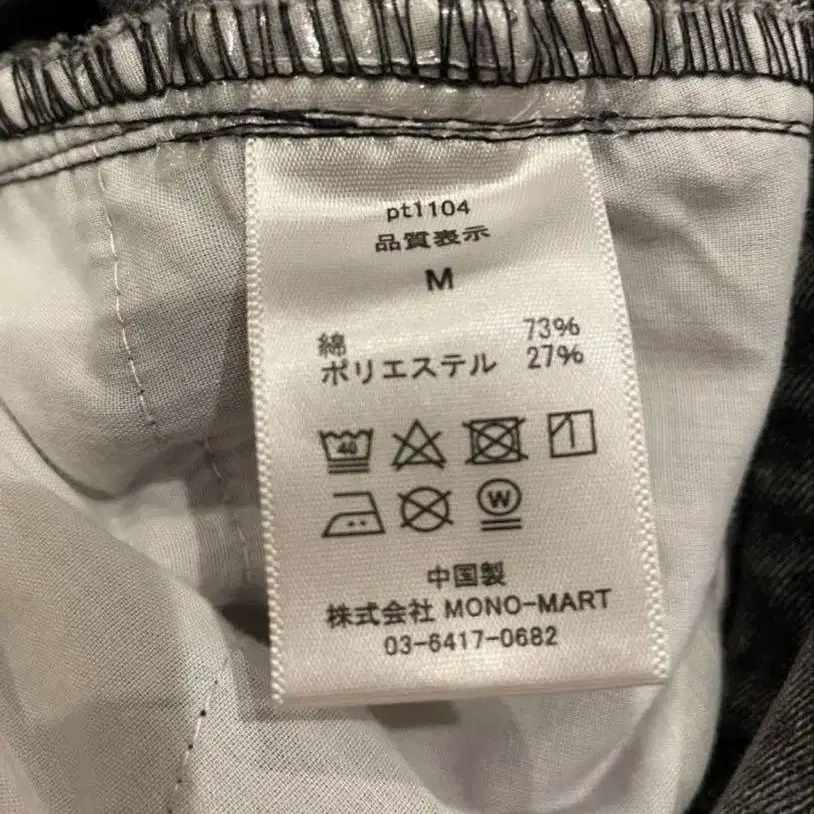 pt1104
品質表示
M
綿 73%
ポリエステル 27%
40
W
中国製
株式会社 MONO-MART
03-6417-0682